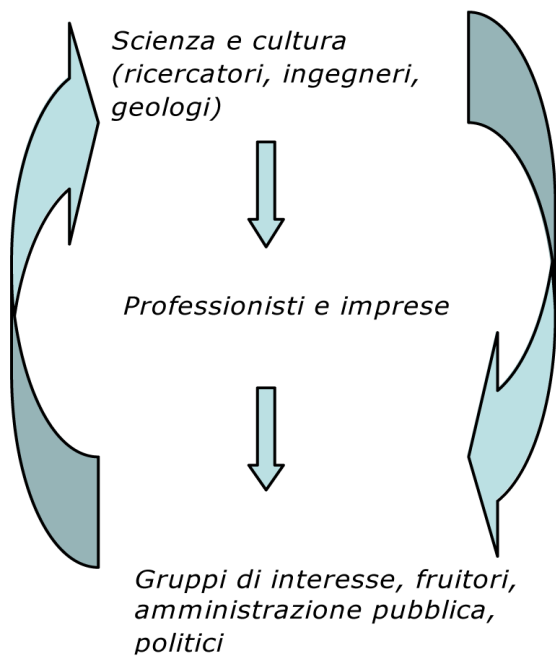 Scienza e cultura
(ricercatori, ingegneri,
geologi)
Professionisti e imprese
Gruppi di interesse, fruitori,
amministrazione pubblica,
politici